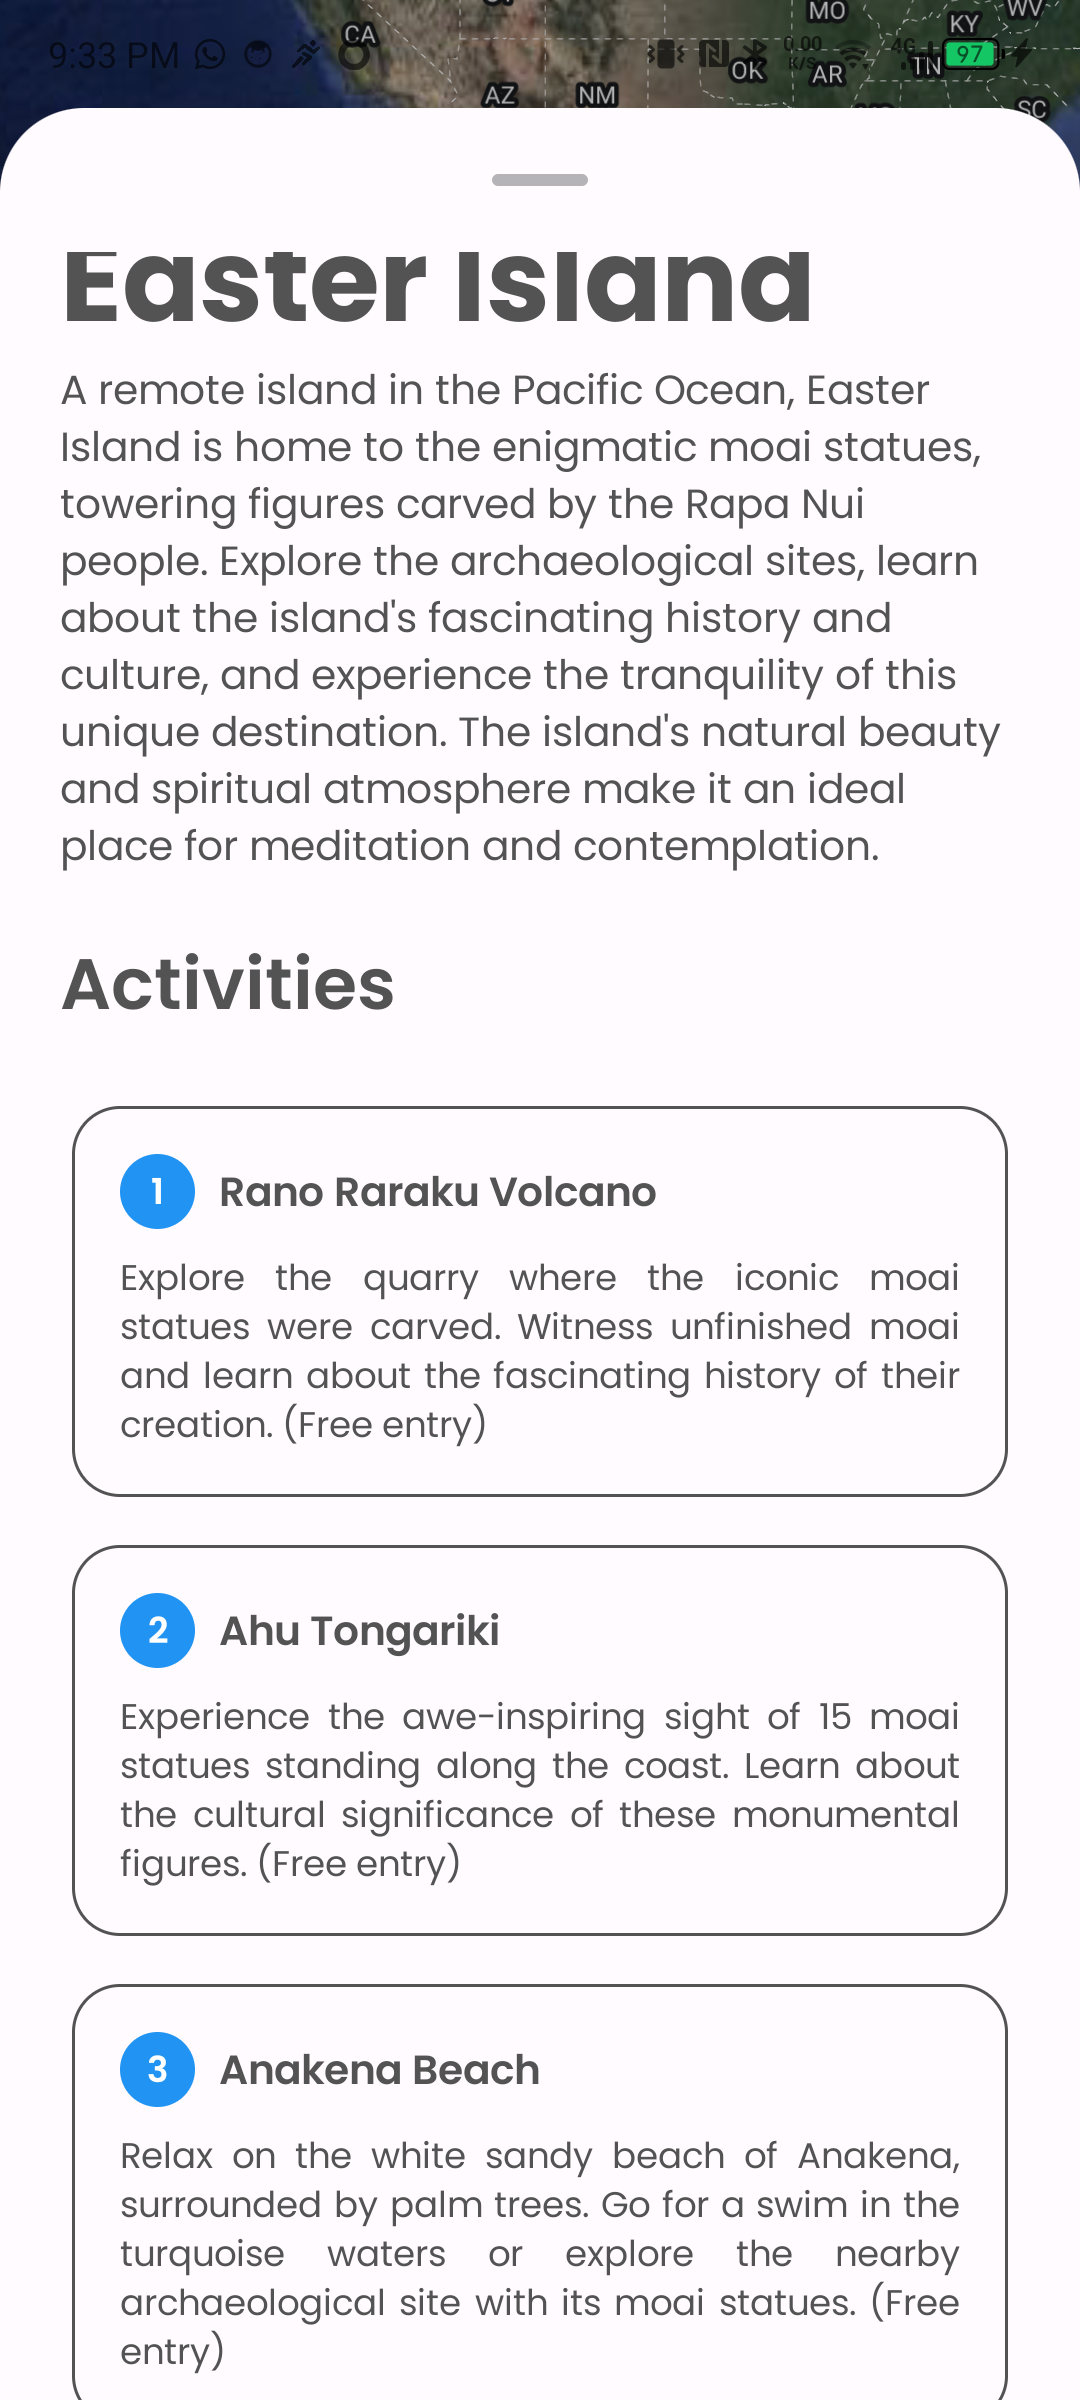 CA
MO
WV
KY
9:33 PM
0.00
K/S
4G
97
OK
AR
TN
AZ
NM
SC
Easter Island
A remote island in the Pacific Ocean, Easter
Island is home to the enigmatic moai statues,
towering figures carved by the Rapa Nui
people. Explore the archaeological sites, learn
about the island's fascinating history and
culture, and experience the tranquility of this
unique destination. The island's natural beauty
and spiritual atmosphere make it an ideal
place for meditation and contemplation.
Activities
1 Rano Raraku Volcano
Explore the quarry where the iconic moai
statues were carved. Witness unfinished moai
and learn about the fascinating history of their
creation. (Free entry)
2 Ahu Tongariki
Experience the awe-inspiring sight of 15 moai
statues standing along the coast. Learn about
the cultural significance of these monumental
figures. (Free entry)
3 Anakena Beach
Relax on the white sandy beach of Anakena,
surrounded by palm trees. Go for a swim in the
turquoise waters or explore the nearby
archaeological site with its moai statues. (Free
entry)